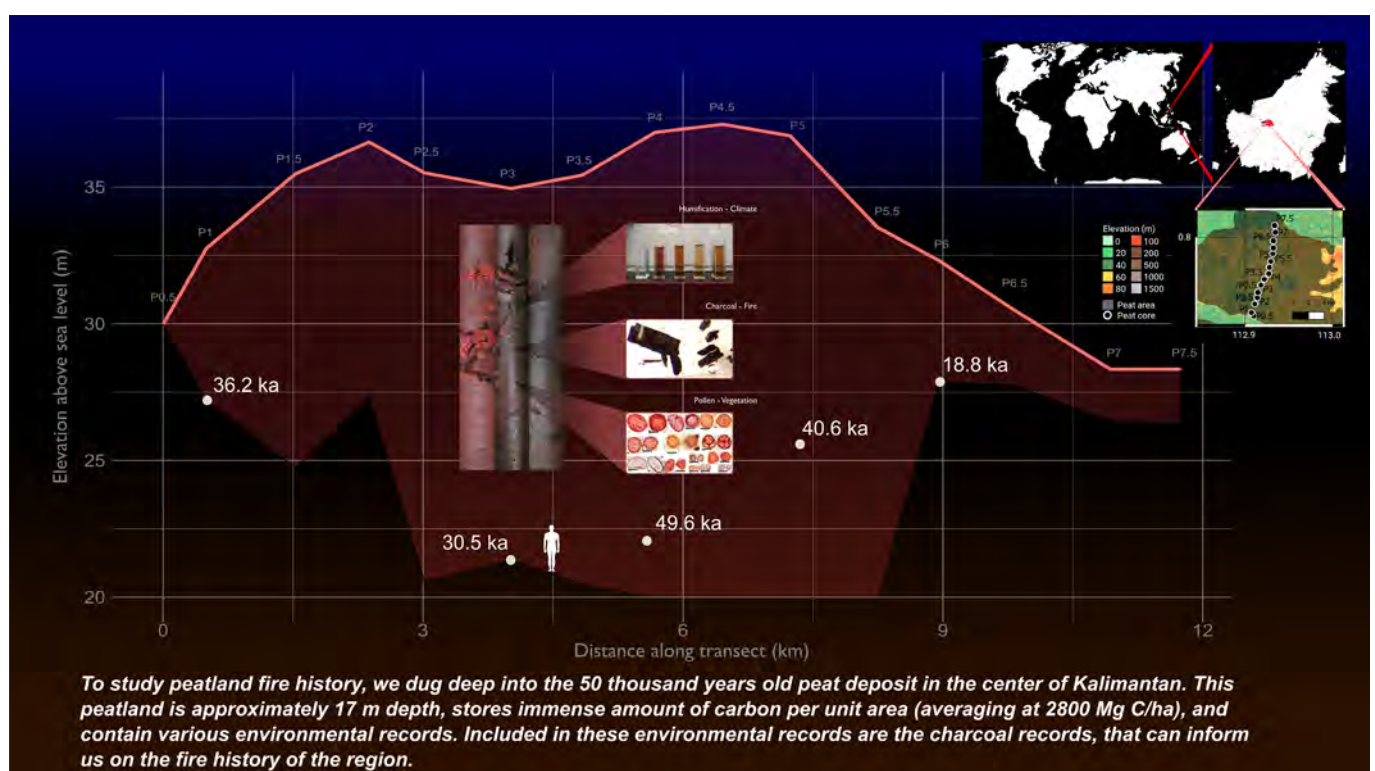 P4.5
P4
P5
P2
P1.5
P2.5
P3.5
P3
35
P5.5
P1
P6
P6.5
P0.5
30
P7
P7.5
25
20
Elevation above sea level (m)
Humification - Climate
Charcoal - Fire
Pollen - Vegetation
36.2 ka
18.8 ka
40.6 ka
49.6 ka
30.5 ka
0
3
6
9
12
Distance along transect (km)
Elevation (m)
0 100
20 200
40 500
60 1000
80 1500
Peat area
Peat core
0.8
P7.5
112.9
113.0
To study peatland fire history, we dug deep into the 50 thousand years old peat deposit in the center of Kalimantan. This
peatland is approximately 17 m depth, stores immense amount of carbon per unit area (averaging at 2800 Mg C/ha), and
contain various environmental records. Included in these environmental records are the charcoal records, that can inform
us on the fire history of the region.